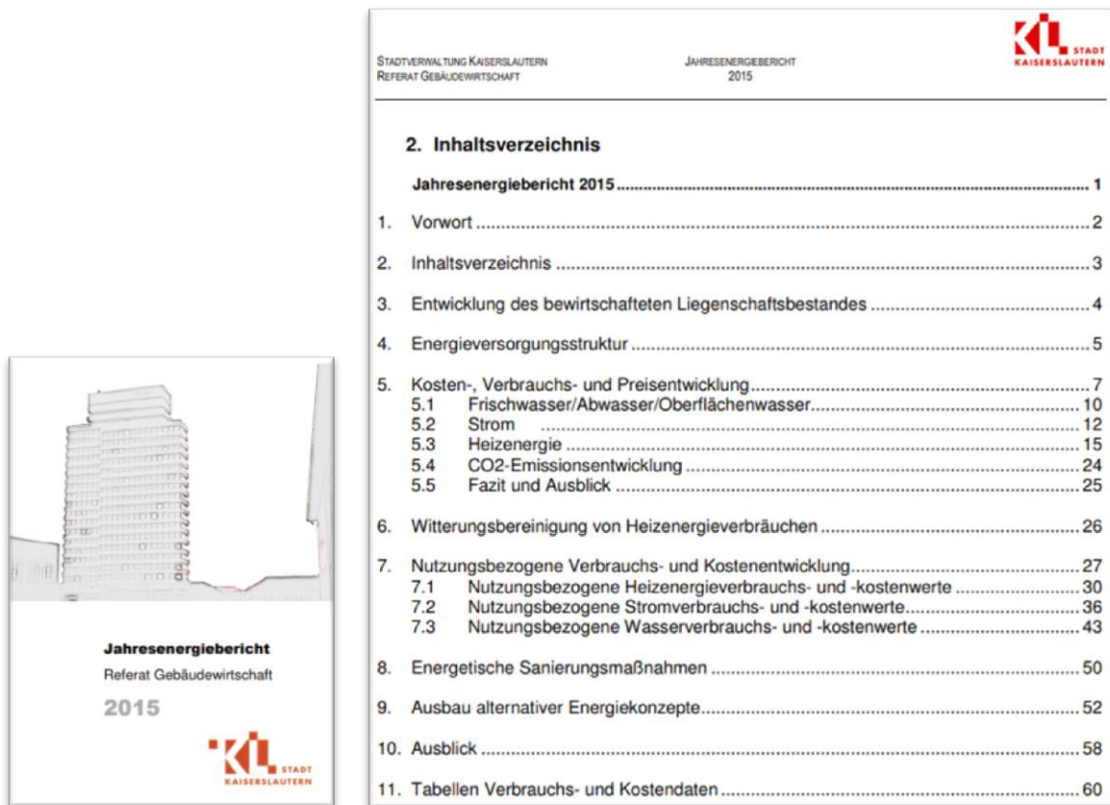 Jahresenergiebericht
Referat Gebäudewirtschaft
2015
KL STADT
KAISERSLAUTERN
STADTVERWALTUNG KAISERSLAUTERN
REFERAT GEBÄUDEWIRTSCHAFT
JAHRESENERGIEBERICHT
2015
KL STADT
KAISERSLAUTERN
2. Inhaltsverzeichnis
Jahresenergiebericht 2015 ........ 1
1. Vorwort ........ 2
2. Inhaltsverzeichnis ........ 3
3. Entwicklung des bewirtschafteten Liegenschaftsbestandes ........ 4
4. Energieversorgungsstruktur ........ 5
5. Kosten-, Verbrauchs- und Preisentwicklung ........ 7
5.1 Frischwasser/Abwasser/Oberflächenwasser ........ 10
5.2 Strom ........ 12
5.3 Heizenergie ........ 15
5.4 CO2-Emissionsentwicklung ........ 24
5.5 Fazit und Ausblick ........ 25
6. Witterungsbereinigung von Heizenergieverbräuchen ........ 26
7. Nutzungsbezogene Verbrauchs- und Kostenentwicklung ........ 27
7.1 Nutzungsbezogene Heizenergieverbrauchs- und -kostenwerte ........ 30
7.2 Nutzungsbezogene Stromverbrauchs- und -kostenwerte ........ 36
7.3 Nutzungsbezogene Wasserverbrauchs- und -kostenwerte ........ 43
8. Energetische Sanierungsmaßnahmen ........ 50
9. Ausbau alternativer Energiekonzepte ........ 52
10. Ausblick ........ 58
11. Tabellen Verbrauchs- und Kostendaten ........ 60